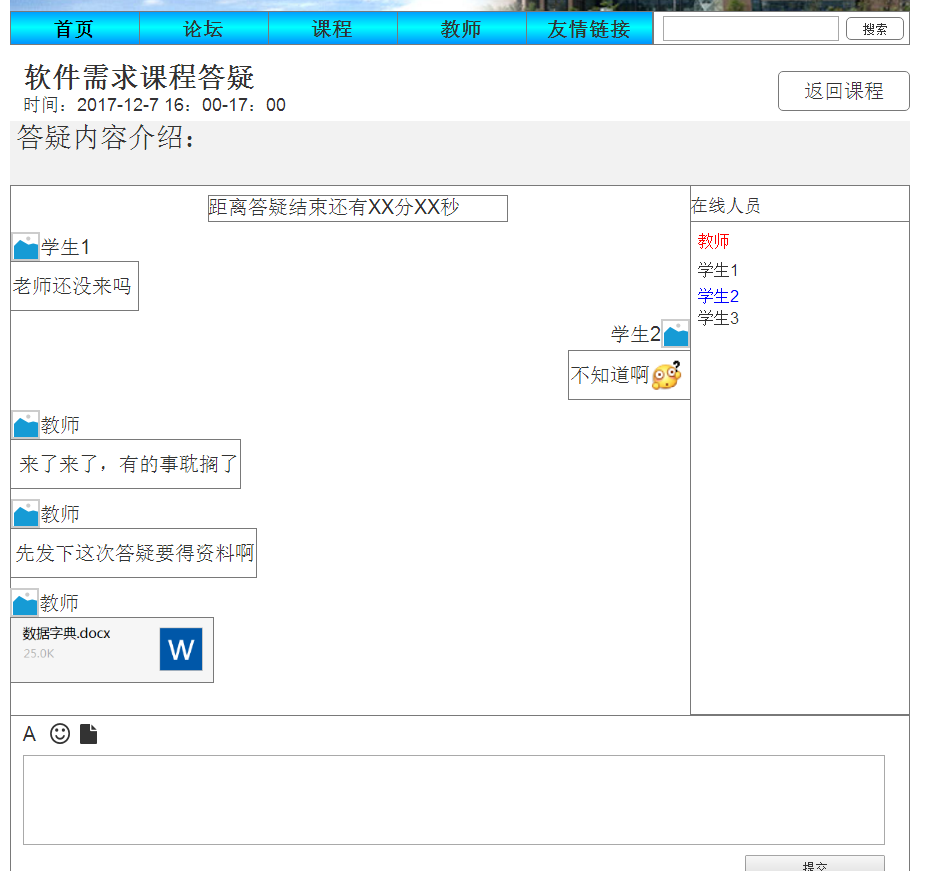 首页 论坛 课程 教师 友情链接 搜索
软件需求课程答疑
时间：2017-12-7 16：00-17：00
返回课程
答疑内容介绍：
距离答疑结束还有XX分XX秒
在线人员
教师
学生1
学生2
学生3
学生1
老师还没来吗
学生2
不知道啊
教师
来了来了，有的事耽搁了
教师
先发下这次答疑要得资料啊
教师
数据字典.docx
25.0K
W
A
提交